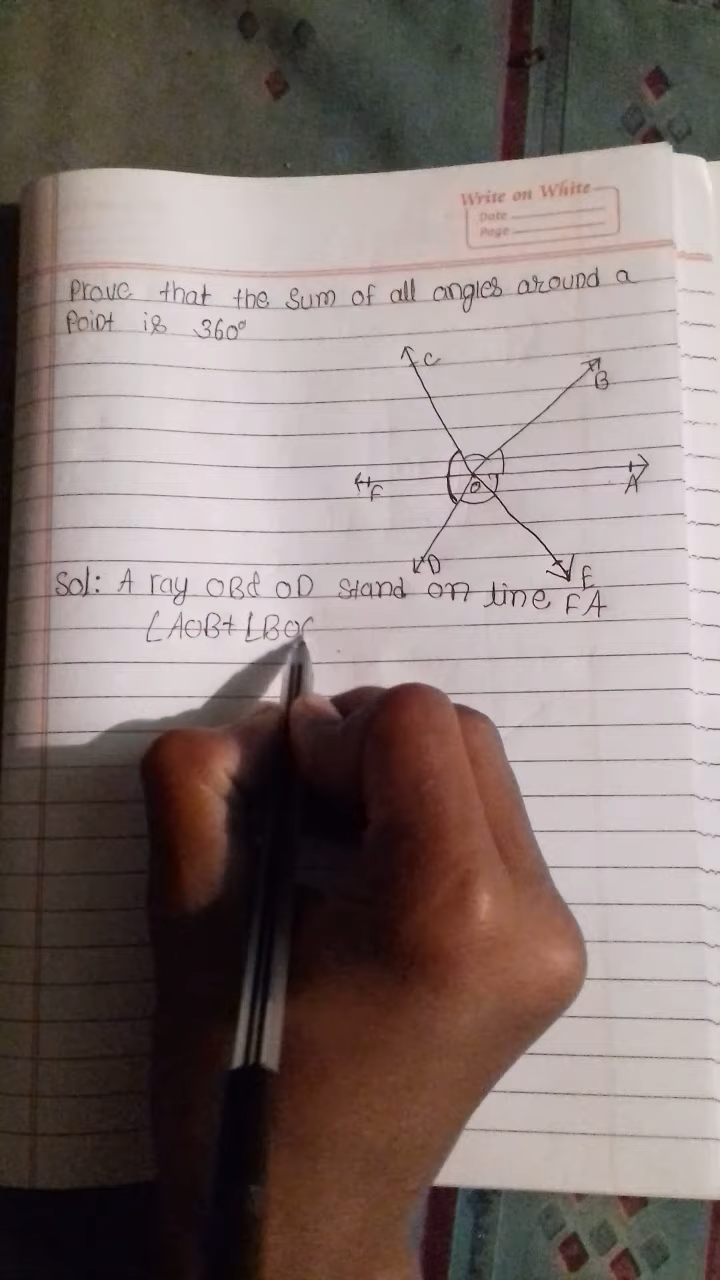 Write on White
Date
Page
Prove that the Sum of all angles around a
Point is 360°
C
B
F
O
A
D
E
Sol: A ray OB & OD Stand on line FA
∠AOB+ ∠BOC